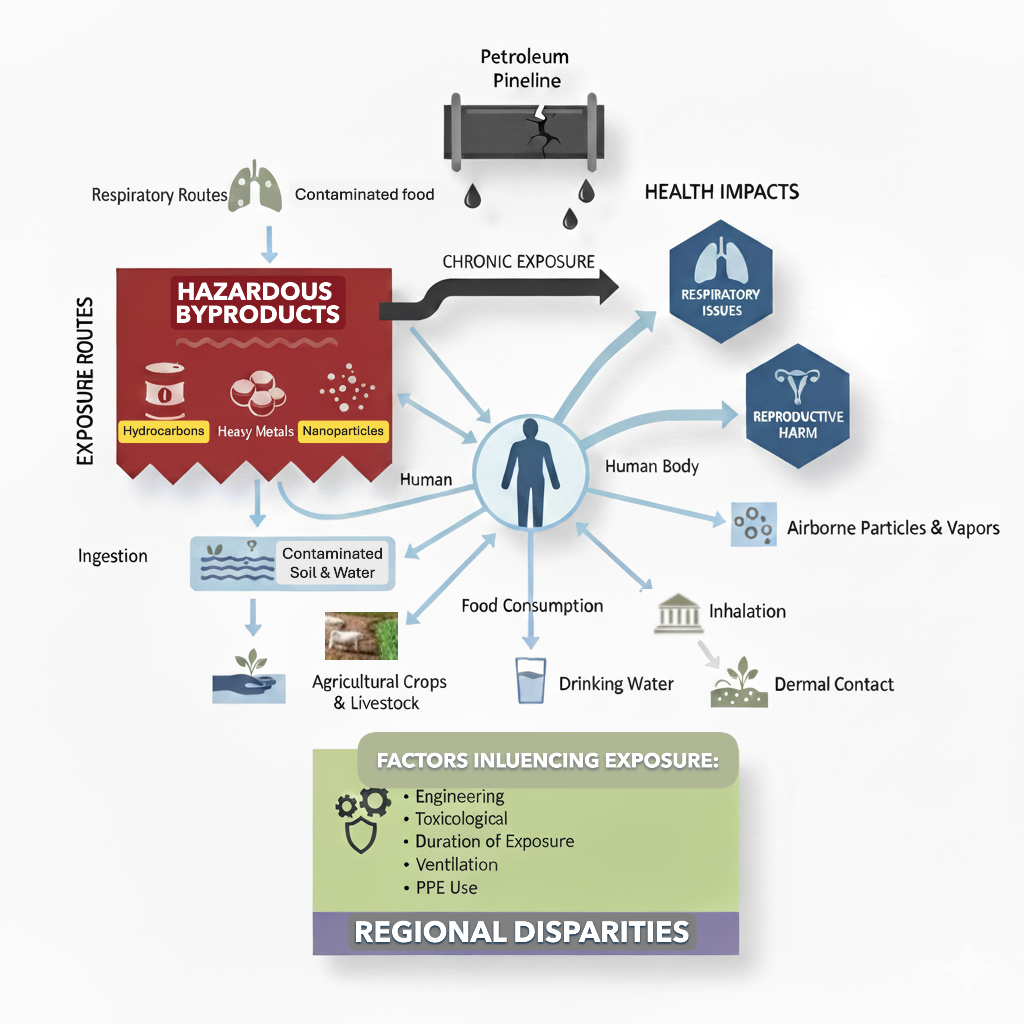 Petroleum
Pineline
Respiratory Routes
Contaminated food
HEALTH IMPACTS
CHRONIC EXPOSURE
RESPIRATORY
ISSUES
EXPOSURE ROUTES
HAZARDOUS
BYPRODUCTS
Hydrocarbons
Heasy Metals
Nanoparticles
REPRODUCTIVE
HARM
Human
Human Body
Airborne Particles & Vapors
Ingestion
Contaminated
Soil & Water
Food Consumption
Inhalation
Agricultural Crops
& Livestock
Drinking Water
Dermal Contact
FACTORS INLUENCING EXPOSURE:
• Engineering
• Toxicological
• Duration of Exposure
• Ventllation
• PPE Use
REGIONAL DISPARITIES